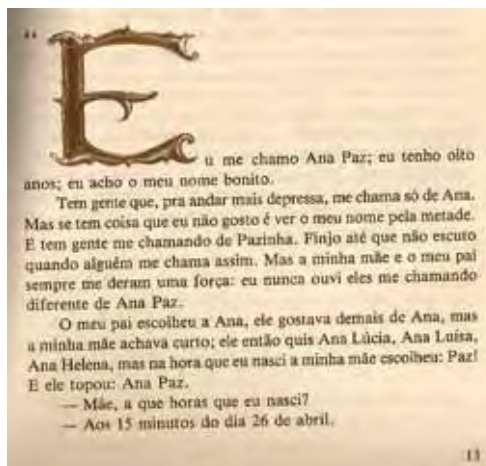 "Eu me chamo Ana Paz; eu tenho oito
anos; eu acho o meu nome bonito.
Tem gente que, pra andar mais depressa, me chama só de Ana.
Mas se tem coisa que eu não gosto é ver o meu nome pela metade.
E tem gente me chamando de Pazinha. Finjo até que não escuto
quando alguém me chama assim. Mas a minha mãe e o meu pai
sempre me deram uma força: eu nunca ouvi eles me chamando
diferente de Ana Paz.
O meu pai escolheu a Ana, ele gostava demais de Ana, mas
a minha mãe achava curto; ele então quis Ana Lúcia, Ana Luísa,
Ana Helena, mas na hora que eu nasci a minha mãe escolheu: Paz!
E ele topou: Ana Paz.
— Mãe, a que horas que eu nasci?
— Aos 15 minutos do dia 26 de abril.
13